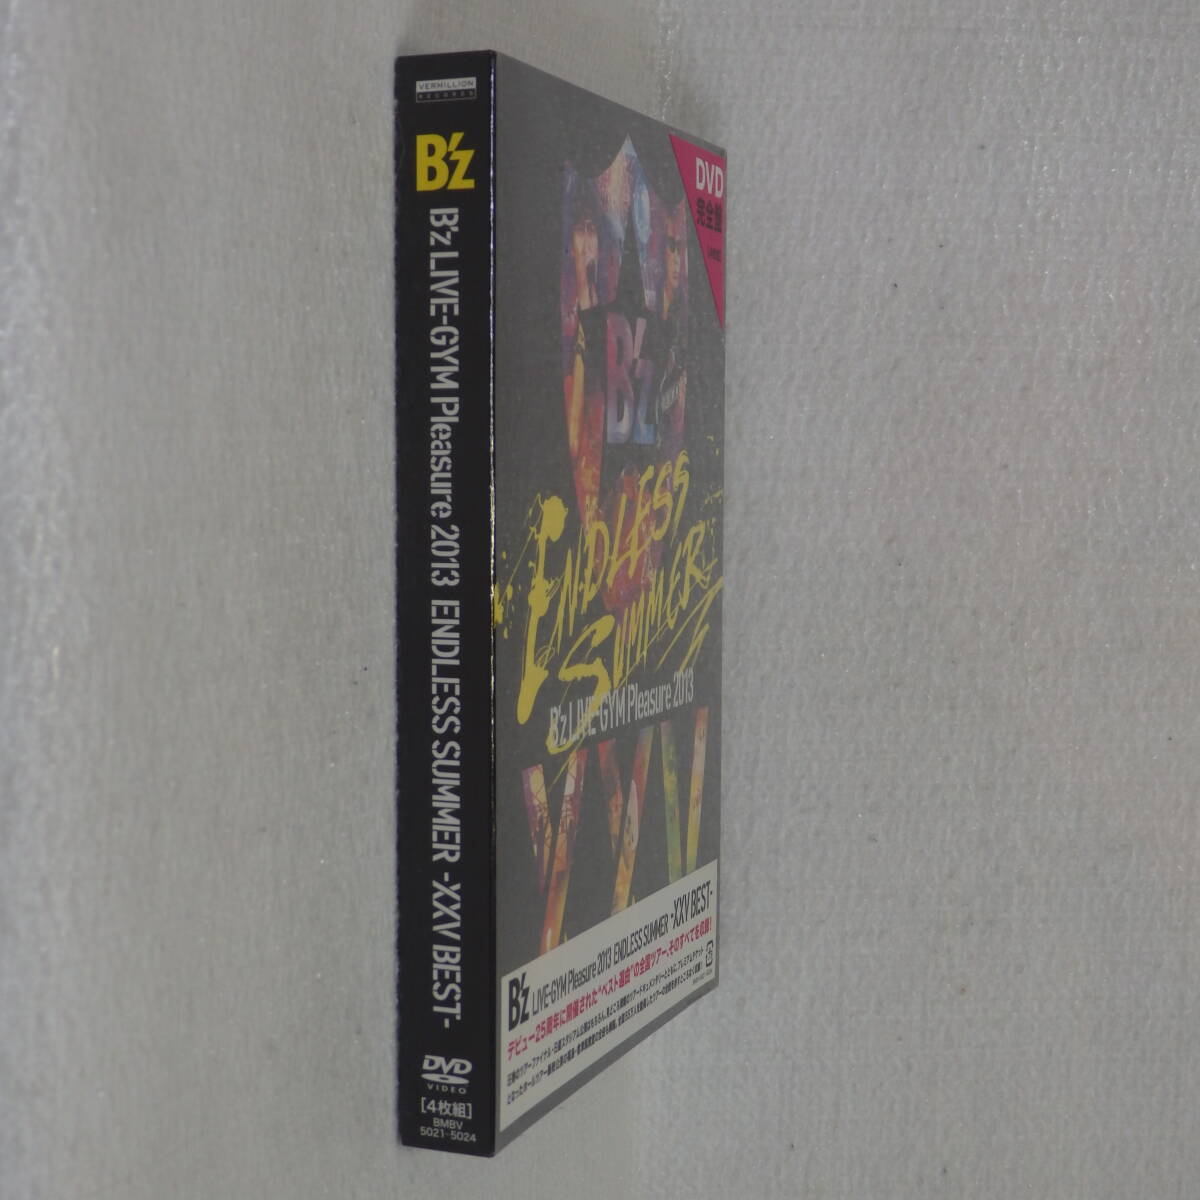 VERMILLION
RECORDS
B'z
B'z LIVE-GYM Pleasure 2013 ENDLESS SUMMER -XXV BEST-
DVD
VIDEO
[4枚組]
BMBV
5021-5024
DVD
完全盤
B'z
ENDLESS
SUMMER
B'z LIVE-GYM Pleasure 2013
XXV
B'z LIVE-GYM Pleasure 2013 ENDLESS SUMMER -XXV BEST-
デビュー25周年に開催された“ベスト選曲”の全国ツアー、そのすべてを収録!